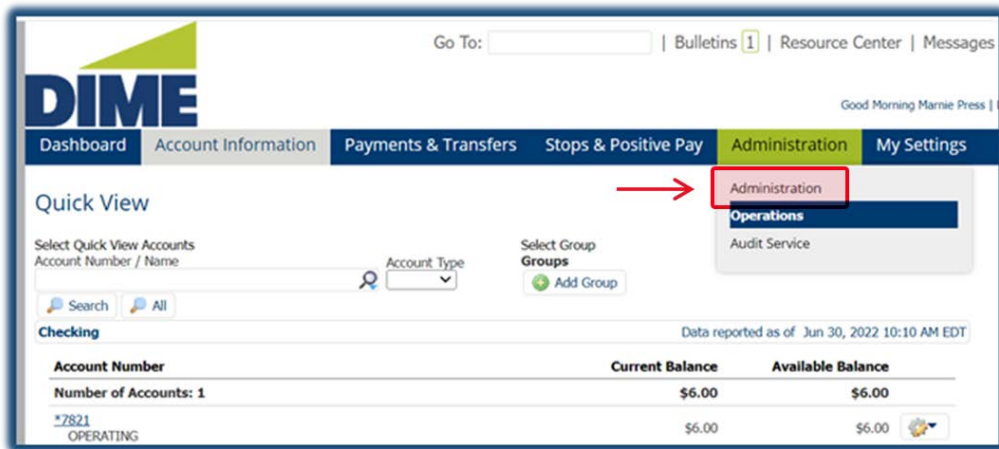 Go To: | Bulletins 1 | Resource Center | Messages
DIME
Good Morning Marnie Press |
Dashboard Account Information Payments & Transfers Stops & Positive Pay Administration My Settings
Administration
Operations
Audit Service
Quick View
Select Quick View Accounts
Account Number / Name
Account Type
Select Group
Groups
Add Group
Search All
Checking Data reported as of Jun 30, 2022 10:10 AM EDT
Account Number Current Balance Available Balance
Number of Accounts: 1 $6.00 $6.00
*7821
OPERATING $6.00 $6.00